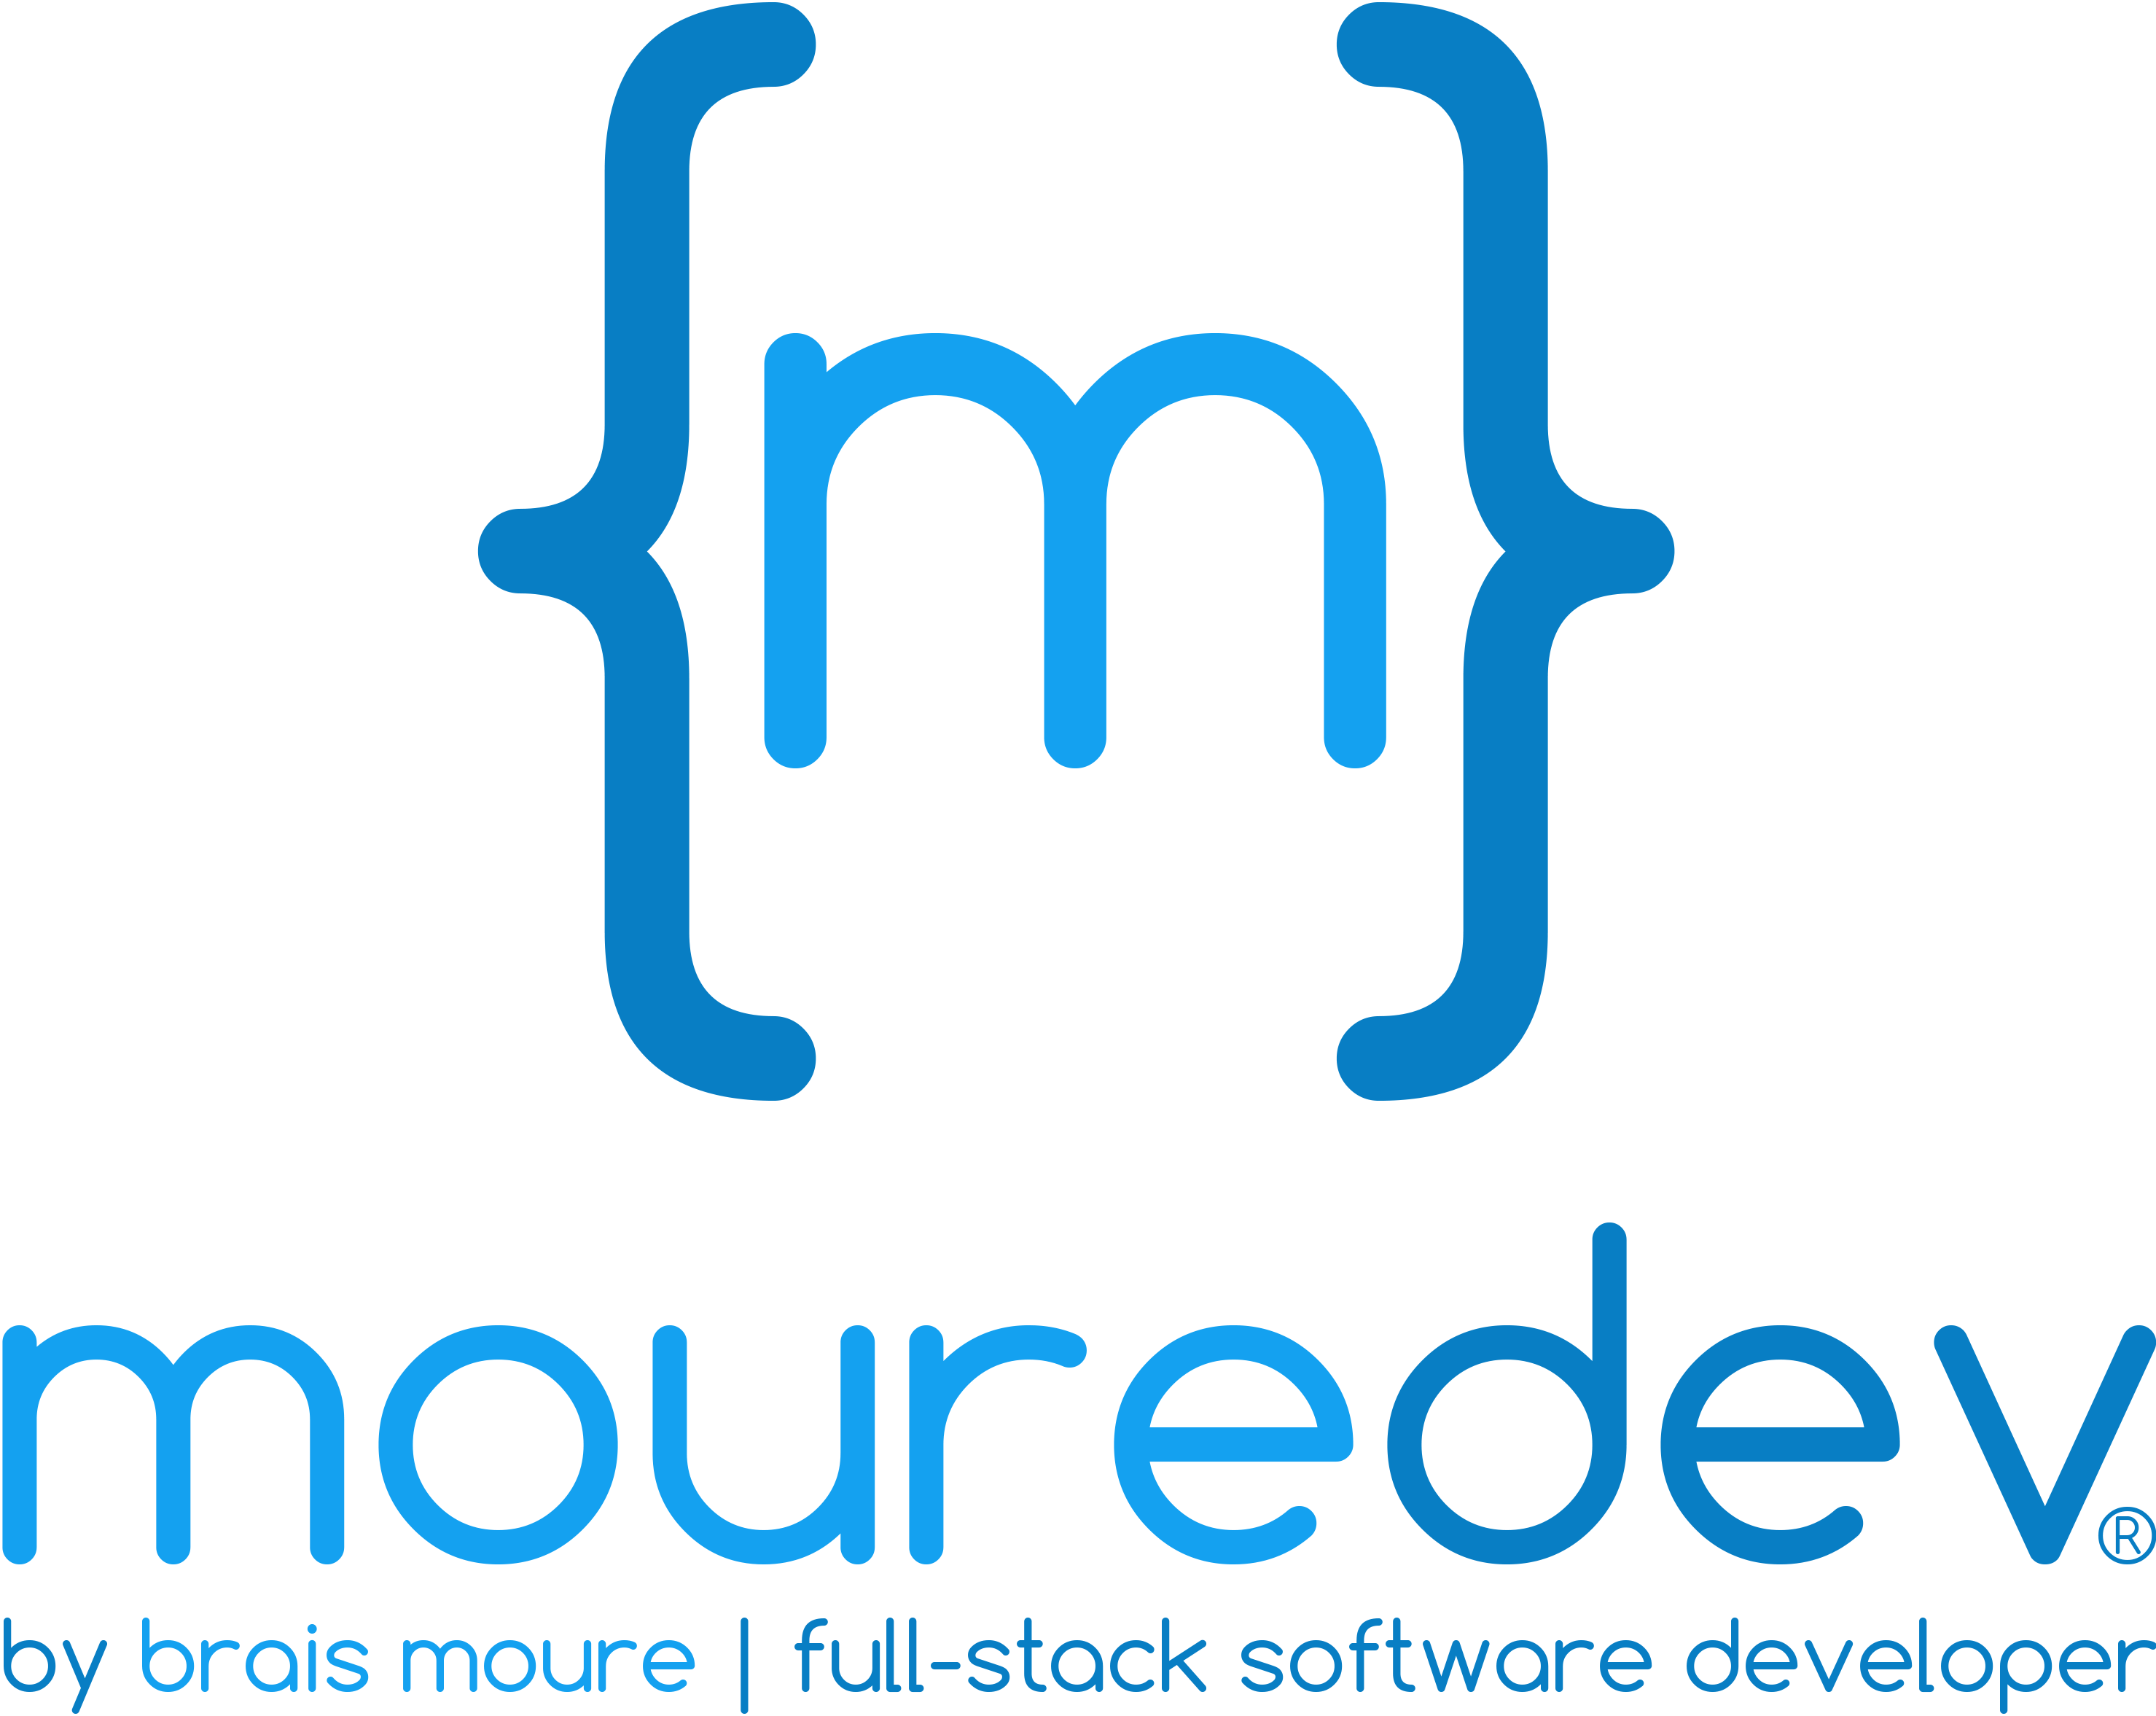 {m}
mouredev®
by brais moure | full-stack software developer